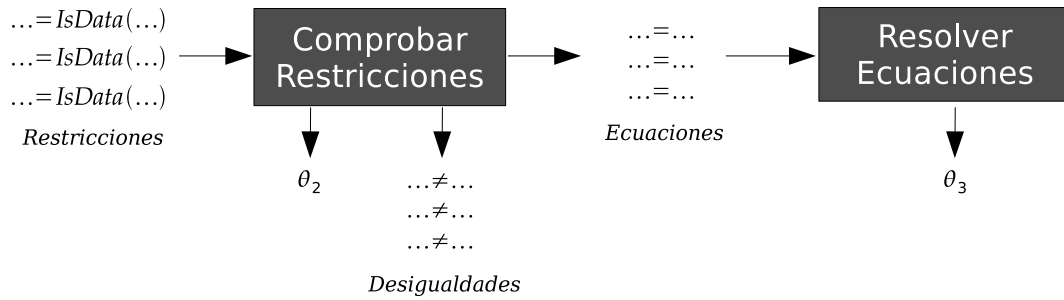 …=IsData(…)
…=IsData(…)
…=IsData(…)
Restricciones
Comprobar
Restricciones
θ2
…≠…
…≠…
…≠…
Desigualdades
…=…
…=…
…=…
Ecuaciones
Resolver
Ecuaciones
θ3